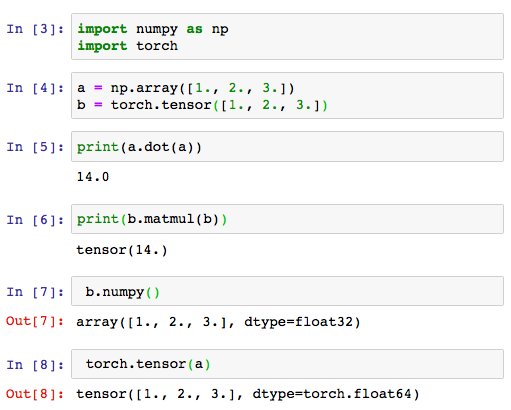 In [3]: import numpy as np
import torch
In [4]: a = np.array([1., 2., 3.])
b = torch.tensor([1., 2., 3.])
In [5]: print(a.dot(a))
14.0
In [6]: print(b.matmul(b))
tensor(14.)
In [7]: b.numpy()
Out[7]: array([1., 2., 3.], dtype=float32)
In [8]: torch.tensor(a)
Out[8]: tensor([1., 2., 3.], dtype=torch.float64)